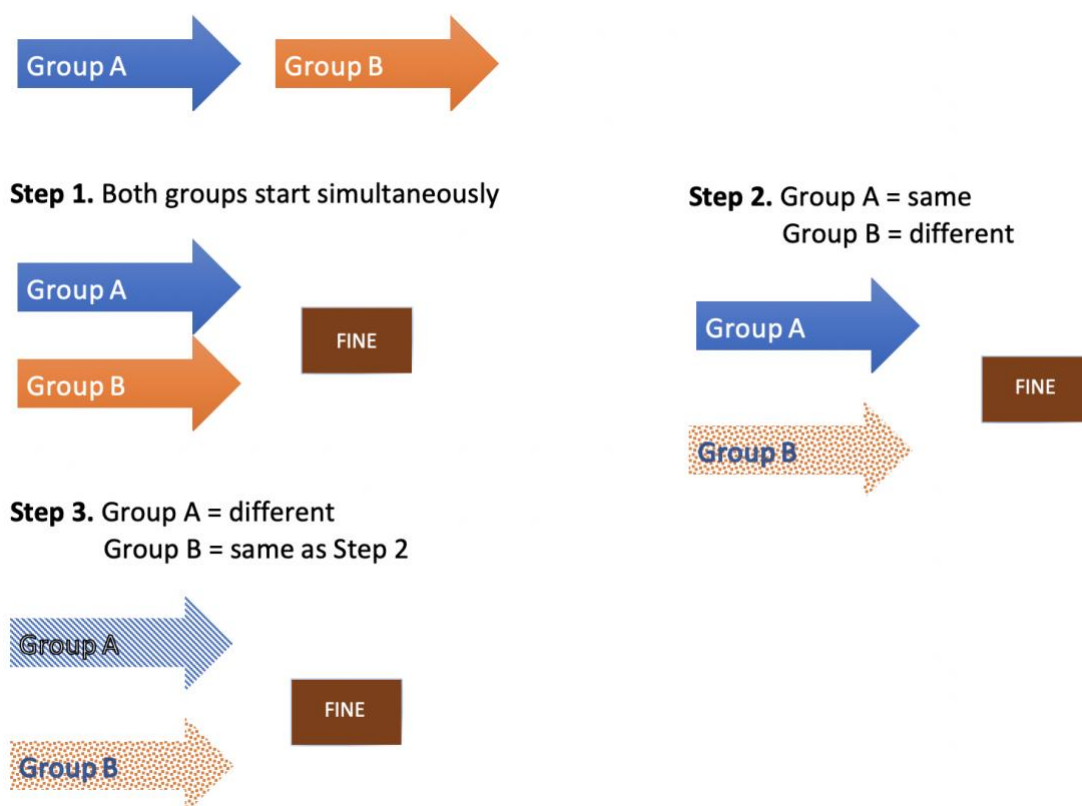 Group A
Group B
Step 1. Both groups start simultaneously
Group A
FINE
Group B
Step 2. Group A = same
Group B = different
Group A
FINE
Group B
Step 3. Group A = different
Group B = same as Step 2
Group A
FINE
Group B